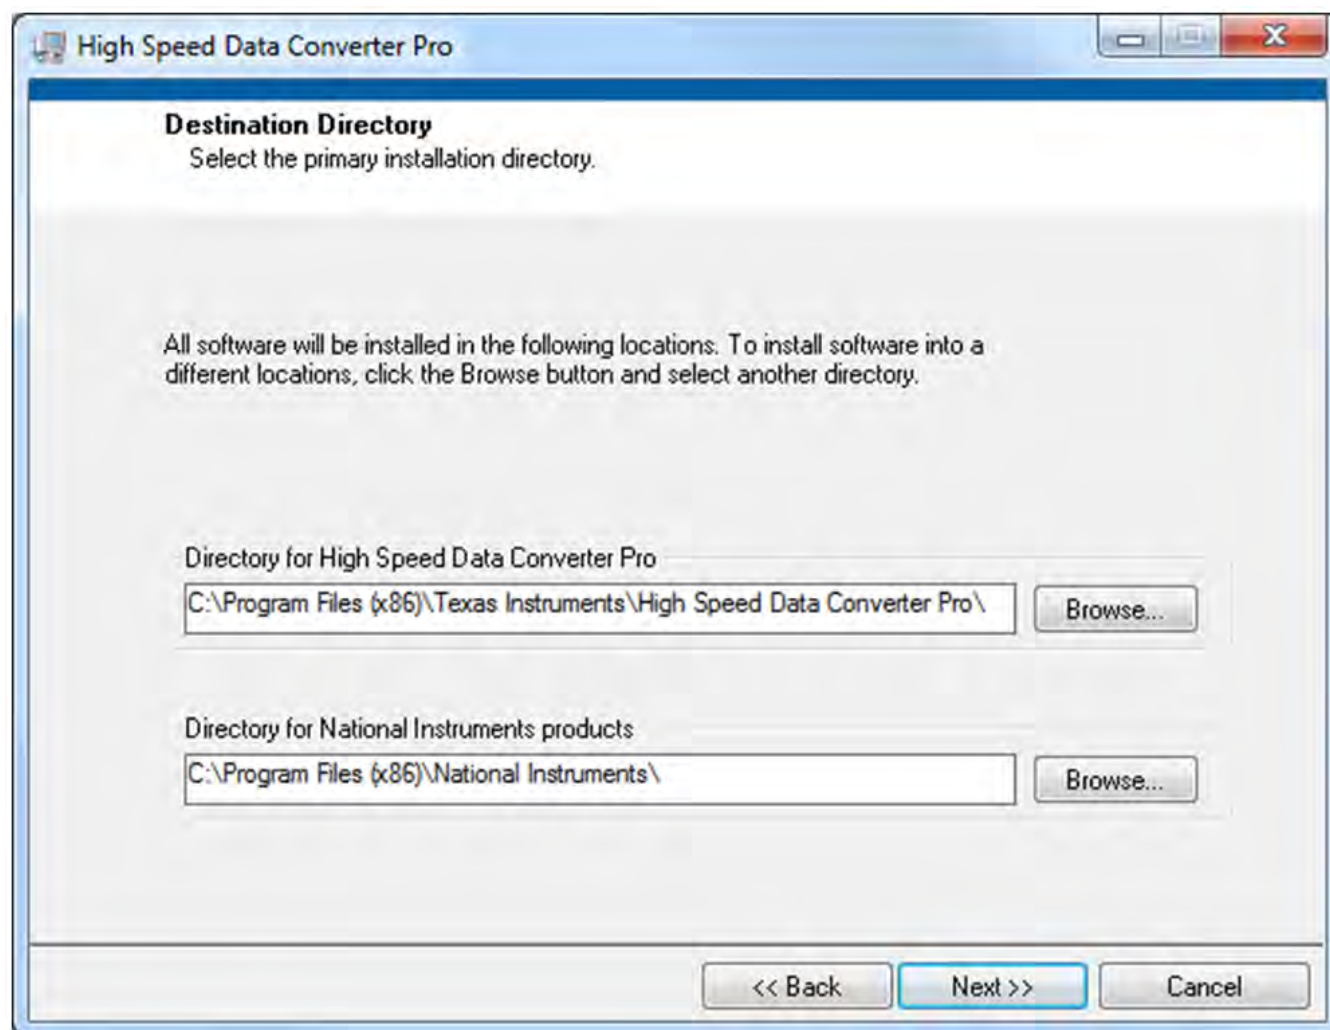 High Speed Data Converter Pro
Destination Directory
Select the primary installation directory.
All software will be installed in the following locations. To install software into a
different locations, click the Browse button and select another directory.
Directory for High Speed Data Converter Pro
C:\Program Files (x86)\Texas Instruments\High Speed Data Converter Pro\
Browse...
Directory for National Instruments products
C:\Program Files (x86)\National Instruments\
Browse...
<< Back
Next >>
Cancel